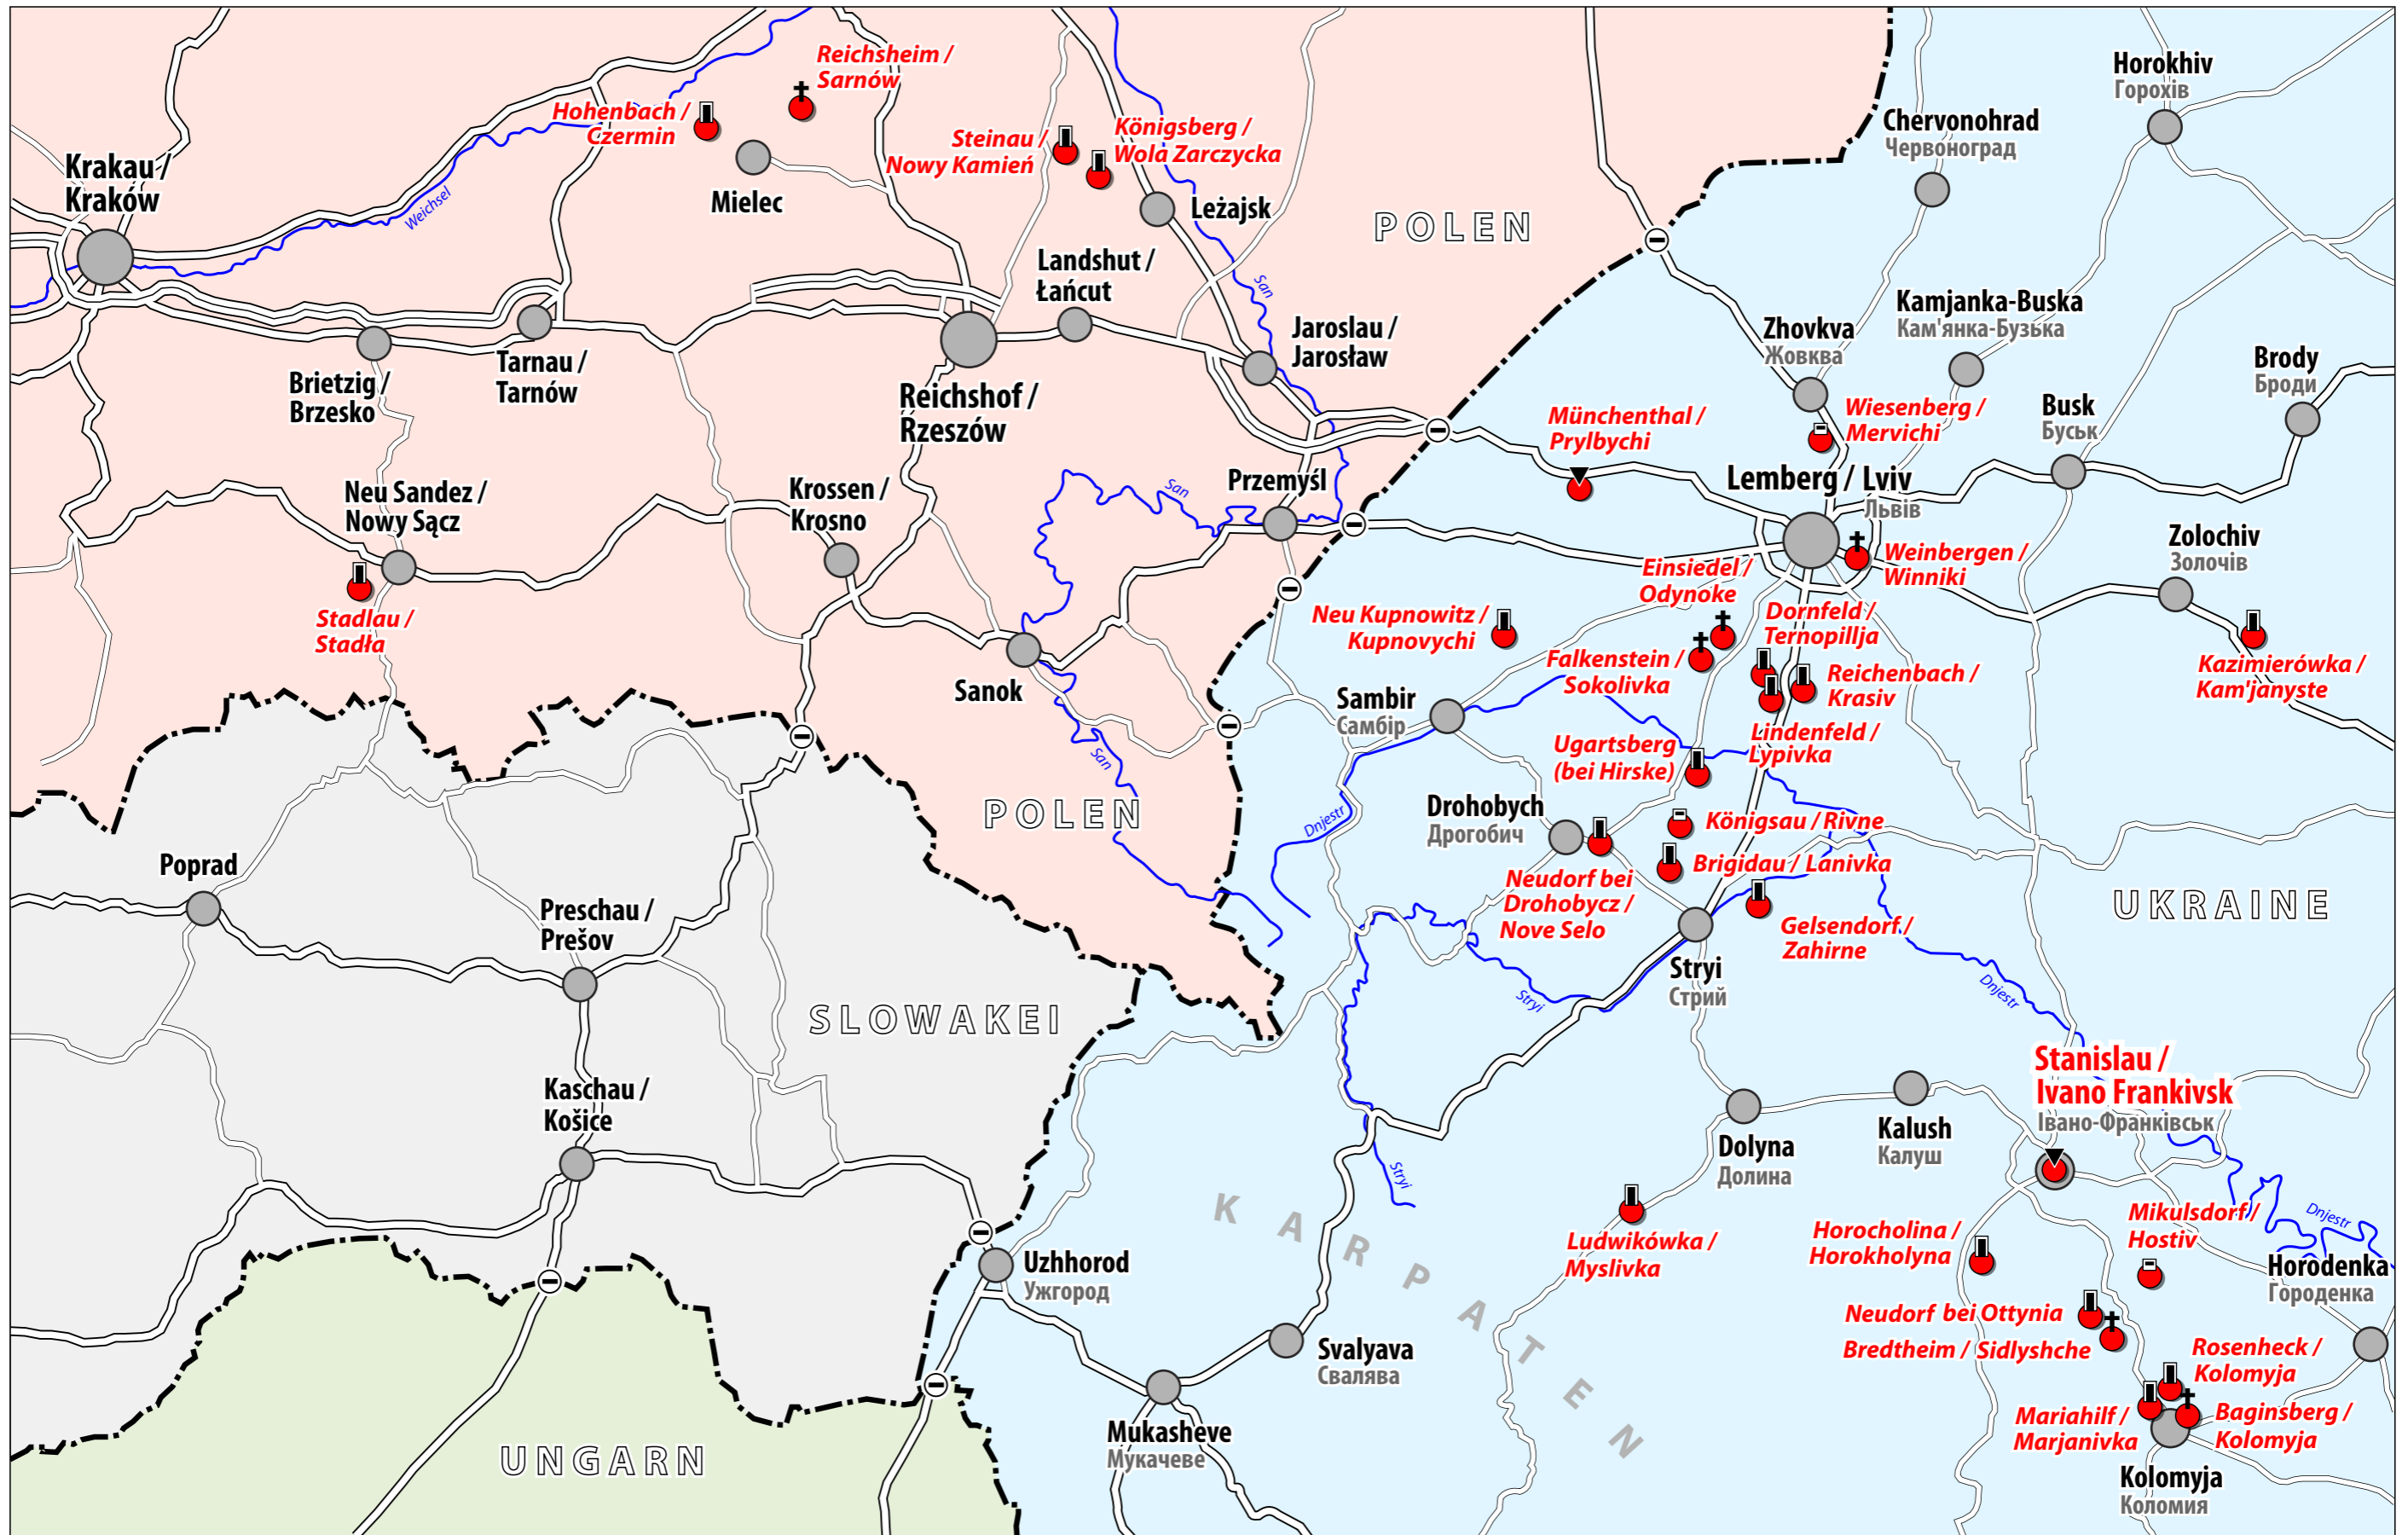 Reichsheim /
Sarnów
Hohenbach /
Czermin
Steinau /
Nowy Kamień
Königsberg /
Wola Zarczycka
Krakau /
Kraków
Weichsel
Mielec
Leżajsk
POLEN
Landshut /
Łańcut
San
Jaroslau /
Jarosław
Brietzig /
Brzesko
Tarnau /
Tarnów
Reichshof /
Rzeszów
Horokhiv
Горохів
Chervonohrad
Червоноград
Kamjanka-Buska
Кам'янка-Бузька
Zhovkva
Жовква
Brody
Броди
Busk
Буськ
Wiesenberg /
Mervichi
Münchenthal /
Prylbychi
Lemberg / Lviv
Львів
Neu Sandez /
Nowy Sącz
Krossen /
Krosno
San
Przemyśl
Zolochiv
Золочів
Weinbergen /
Winniki
Einsiedel /
Odynoke
Stadlau /
Stadła
Neu Kupnowitz /
Kupnovychi
Dornfeld /
Ternopillja
Falkenstein /
Sokolivka
Reichenbach /
Krasiv
Kazimierówka /
Kam'janyste
Sanok
Sambir
Самбір
Lindenfeld /
Lypivka
Ugartsberg
(bei Hirske)
San
POLEN
Dnjestr
Drohobych
Дрогобич
Königsau / Rivne
Brigidau / Lanivka
Neudorf bei
Drohobycz /
Nove Selo
Gelsendorf /
Zahirne
UKRAINE
Poprad
Preschau /
Prešov
Stryi
Стрий
Stryi
Dnjestr
SLOWAKEI
Kaschau /
Košice
Stanislau /
Ivano Frankivsk
Івано-Франківськ
Kalush
Калуш
Dolyna
Долина
Stryi
KARPATEN
Ludwikówka /
Myslivka
Horocholina /
Horokholyna
Mikulsdorf /
Hostiv
Dnjestr
Horodenka
Городенка
Uzhhorod
Ужгород
Neudorf bei Ottynia
Bredtheim / Sidlyshche
Svalyava
Свалява
Rosenheck /
Kolomyja
Mariahilf /
Marjanivka
Baginsberg /
Kolomyja
Mukasheve
Мукачеве
UNGARN
Kolomyja
Коломия